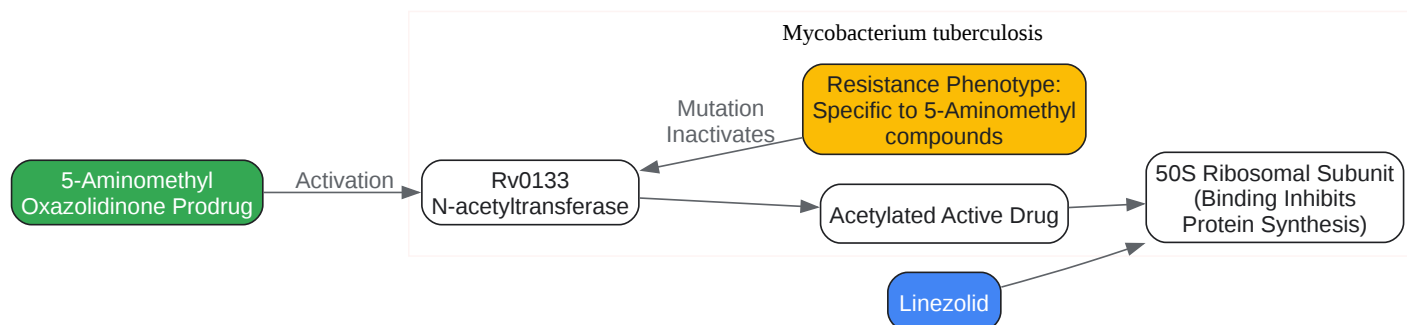 Mycobacterium tuberculosis
Resistance Phenotype:
Specific to 5-Aminomethyl
compounds
Mutation
Inactivates
5-Aminomethyl
Oxazolidinone Prodrug
Activation
Rv0133
N-acetyltransferase
Acetylated Active Drug
50S Ribosomal Subunit
(Binding Inhibits
Protein Synthesis)
Linezolid